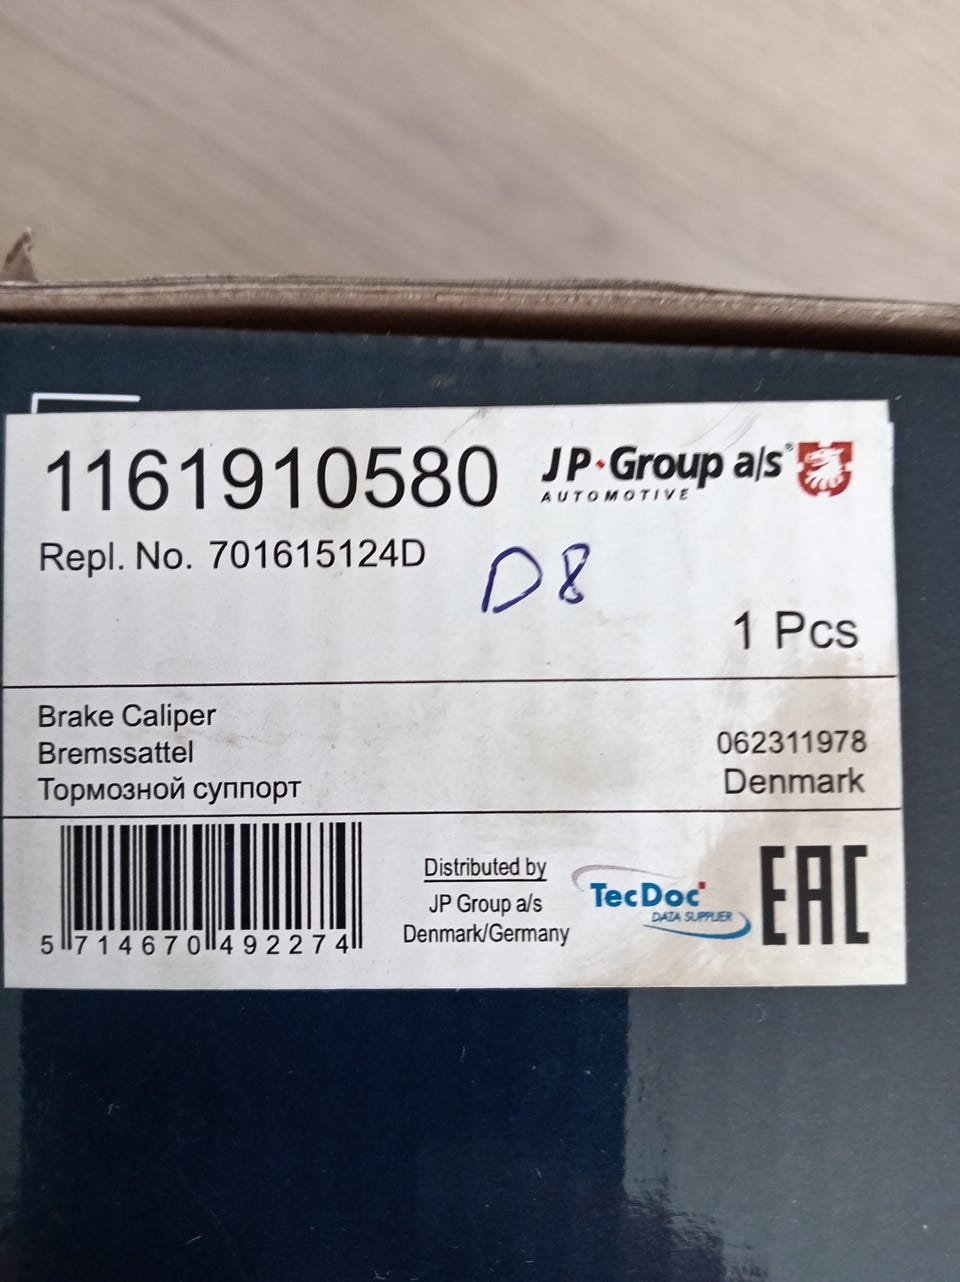 1161910580
JP Group a/s®
AUTOMOTIVE
Repl. No. 701615124D
D8
1 Pcs
Brake Caliper
Bremssattel
Тормозной суппорт
062311978
Denmark
5 714670 492274
Distributed by
JP Group a/s
Denmark/Germany
TecDoc
DATA SUPPLIER
EAC